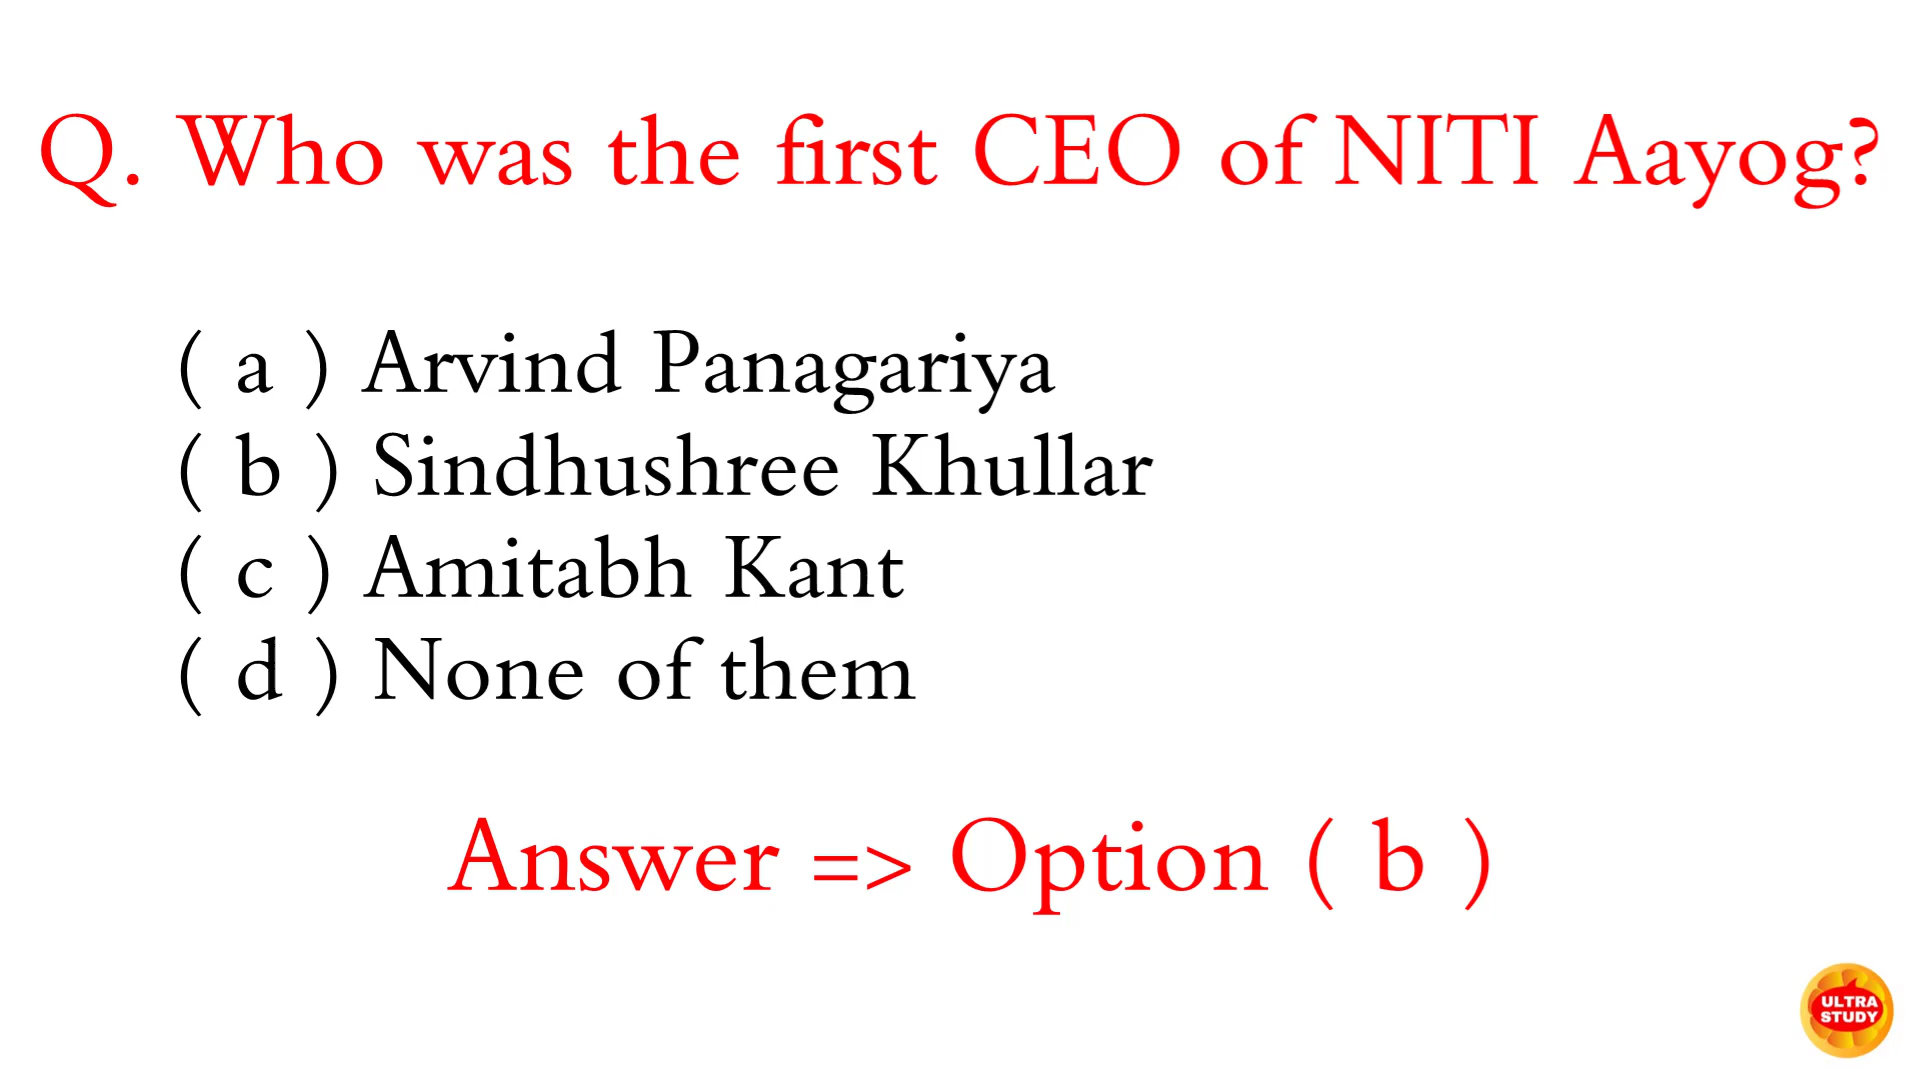 Q. Who was the first CEO of NITI Aayog?
( a ) Arvind Panagariya
( b ) Sindhushree Khullar
( c ) Amitabh Kant
( d ) None of them
Answer => Option ( b )
ULTRA
STUDY